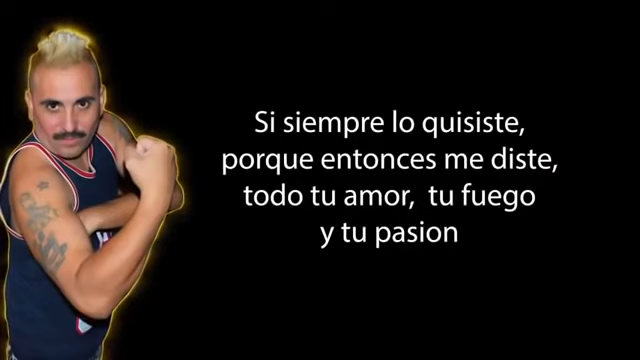 Si siempre lo quisiste,
porque entonces me diste,
todo tu amor, tu fuego
y tu pasion